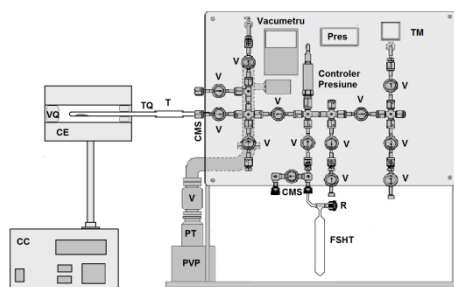 Vacumetru
Pres
TM
V
V
Controler
Presiune
V
V
TQ
T
V
V
V
VQ
CE
CMS
V
V
V
V
CMS
V
V
R
V
FSHT
CC
PT
PVP